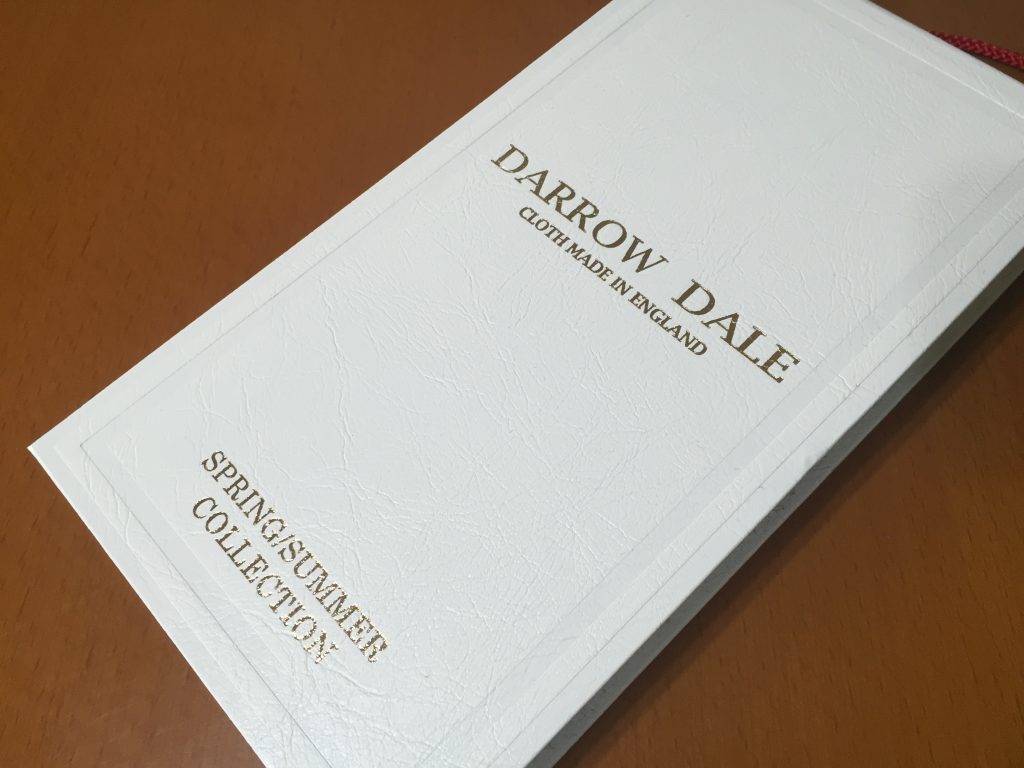 DARROW DALE
CLOTH MADE IN ENGLAND
SPRING/SUMMER
COLLECTION